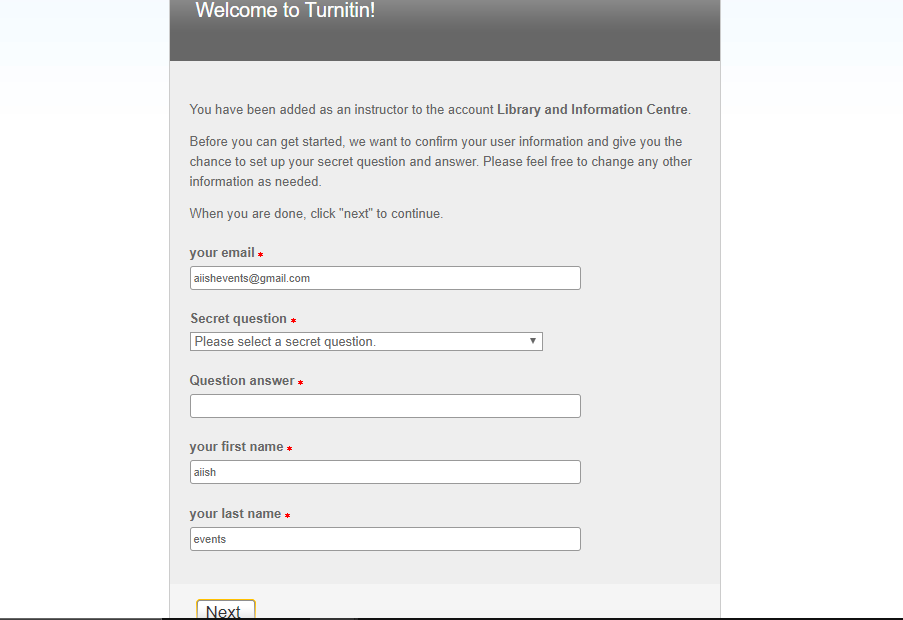 Welcome to Turnitin!
You have been added as an instructor to the account Library and Information Centre.
Before you can get started, we want to confirm your user information and give you the
chance to set up your secret question and answer. Please feel free to change any other
information as needed.
When you are done, click "next" to continue.
your email *
aiishevents@gmail.com
Secret question *
Please select a secret question. ▼
Question answer *
your first name *
aiish
your last name *
events
Next